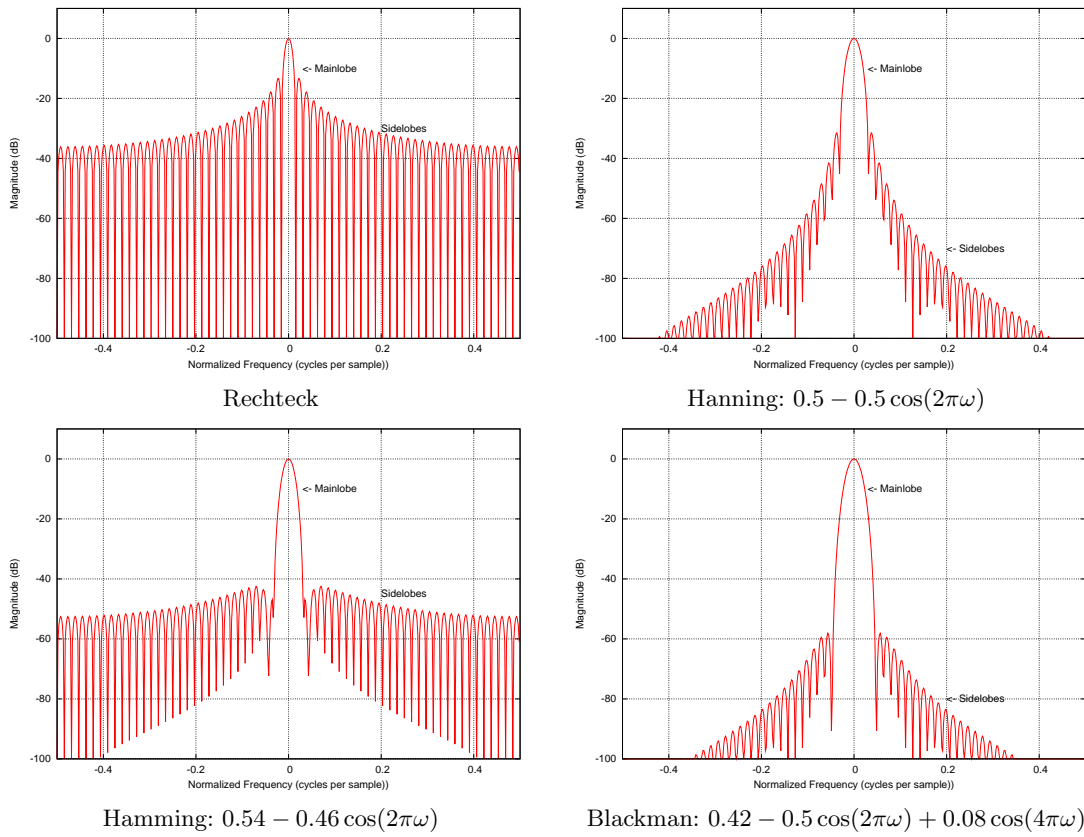 0
-20
-40
-60
-80
-100
Magnitude (dB)
<- Mainlobe
Sidelobes
-0.4
-0.2
0
0.2
0.4
Normalized Frequency (cycles per sample))
Rechteck
0
-20
-40
-60
-80
-100
Magnitude (dB)
<- Mainlobe
<- Sidelobes
-0.4
-0.2
0
0.2
0.4
Normalized Frequency (cycles per sample))
Hanning: 0.5 − 0.5 cos(2πω)
0
-20
-40
-60
-80
-100
Magnitude (dB)
<- Mainlobe
Sidelobes
-0.4
-0.2
0
0.2
0.4
Normalized Frequency (cycles per sample))
Hamming: 0.54 − 0.46 cos(2πω)
0
-20
-40
-60
-80
-100
Magnitude (dB)
<- Mainlobe
<- Sidelobes
-0.4
-0.2
0
0.2
0.4
Normalized Frequency (cycles per sample))
Blackman: 0.42 − 0.5 cos(2πω) + 0.08 cos(4πω)